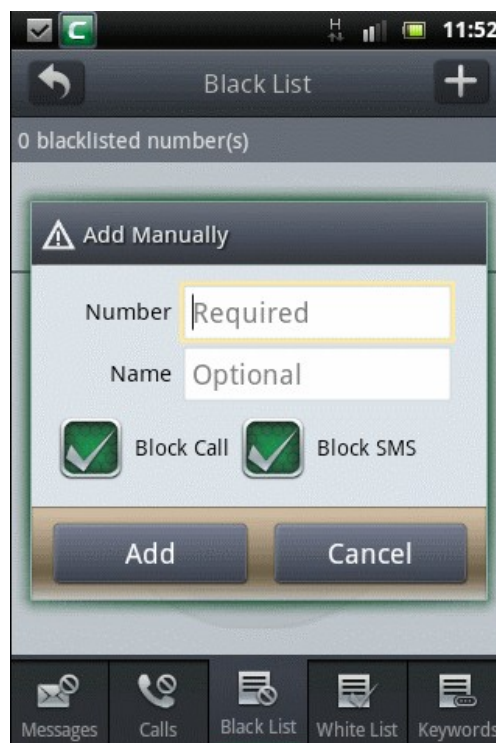 H 11:52
Black List
0 blacklisted number(s)
Add Manually
Number Required
Name Optional
Block Call Block SMS
Add Cancel
Messages Calls Black List White List Keywords